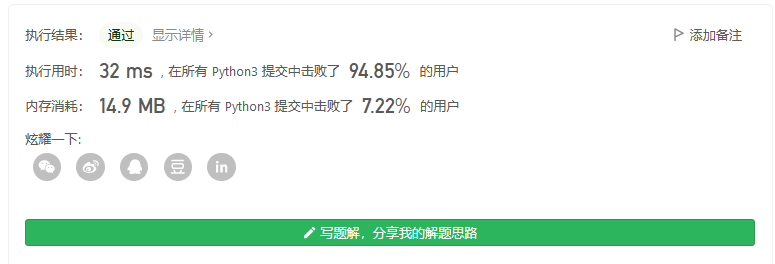 执行结果： 通过 显示详情 › 添加备注
执行用时： 32 ms , 在所有 Python3 提交中击败了 94.85% 的用户
内存消耗： 14.9 MB , 在所有 Python3 提交中击败了 7.22% 的用户
炫耀一下:
豆 in
写题解，分享我的解题思路